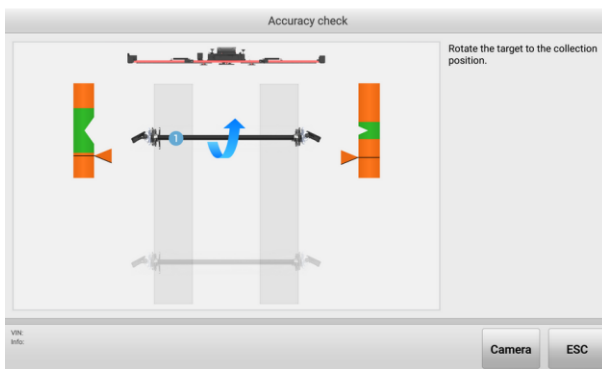 Accuracy check
Rotate the target to the collection
position.
1
VIN:
Info:
Camera
ESC